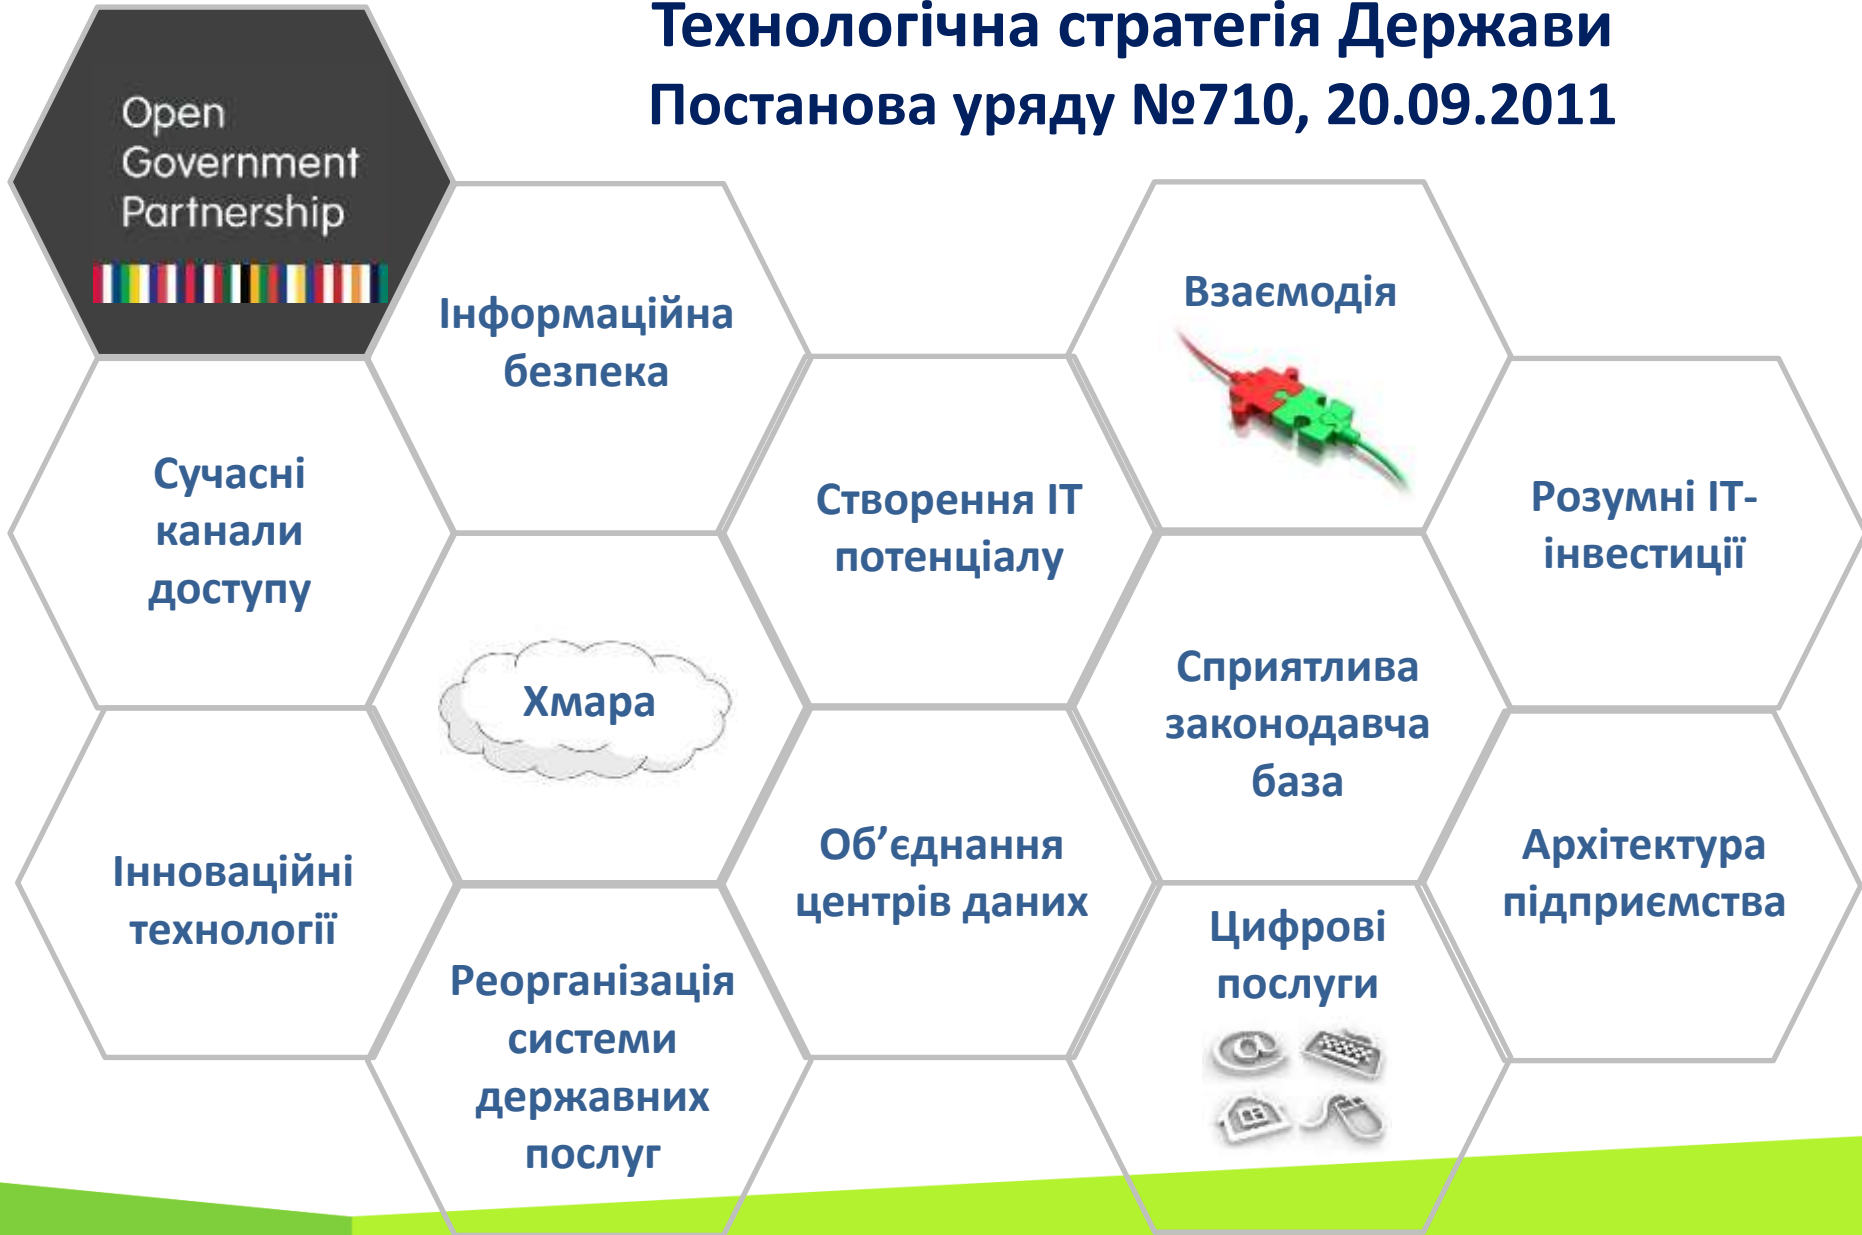 Технологічна стратегія Держави
Постанова уряду №710, 20.09.2011
Open
Government
Partnership
Інформаційна
безпека
Взаємодія
Сучасні
канали
доступу
Створення ІТ
потенціалу
Розумні ІТ-
інвестиції
Хмара
Сприятлива
законодавча
база
Інноваційні
технології
Об’єднання
центрів даних
Архітектура
підприємства
Реорганізація
системи
державних
послуг
Цифрові
послуги